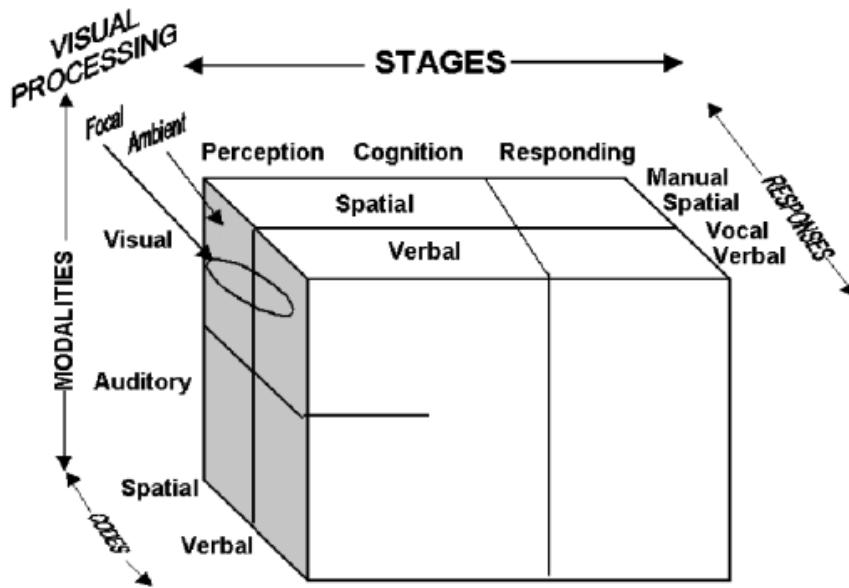 VISUAL
PROCESSING
STAGES
Focal
Ambient
Perception Cognition Responding
Manual
Spatial
Vocal
Verbal
RESPONSES
Spatial
Verbal
Visual
MODALITIES
Auditory
Spatial
Verbal
CODES